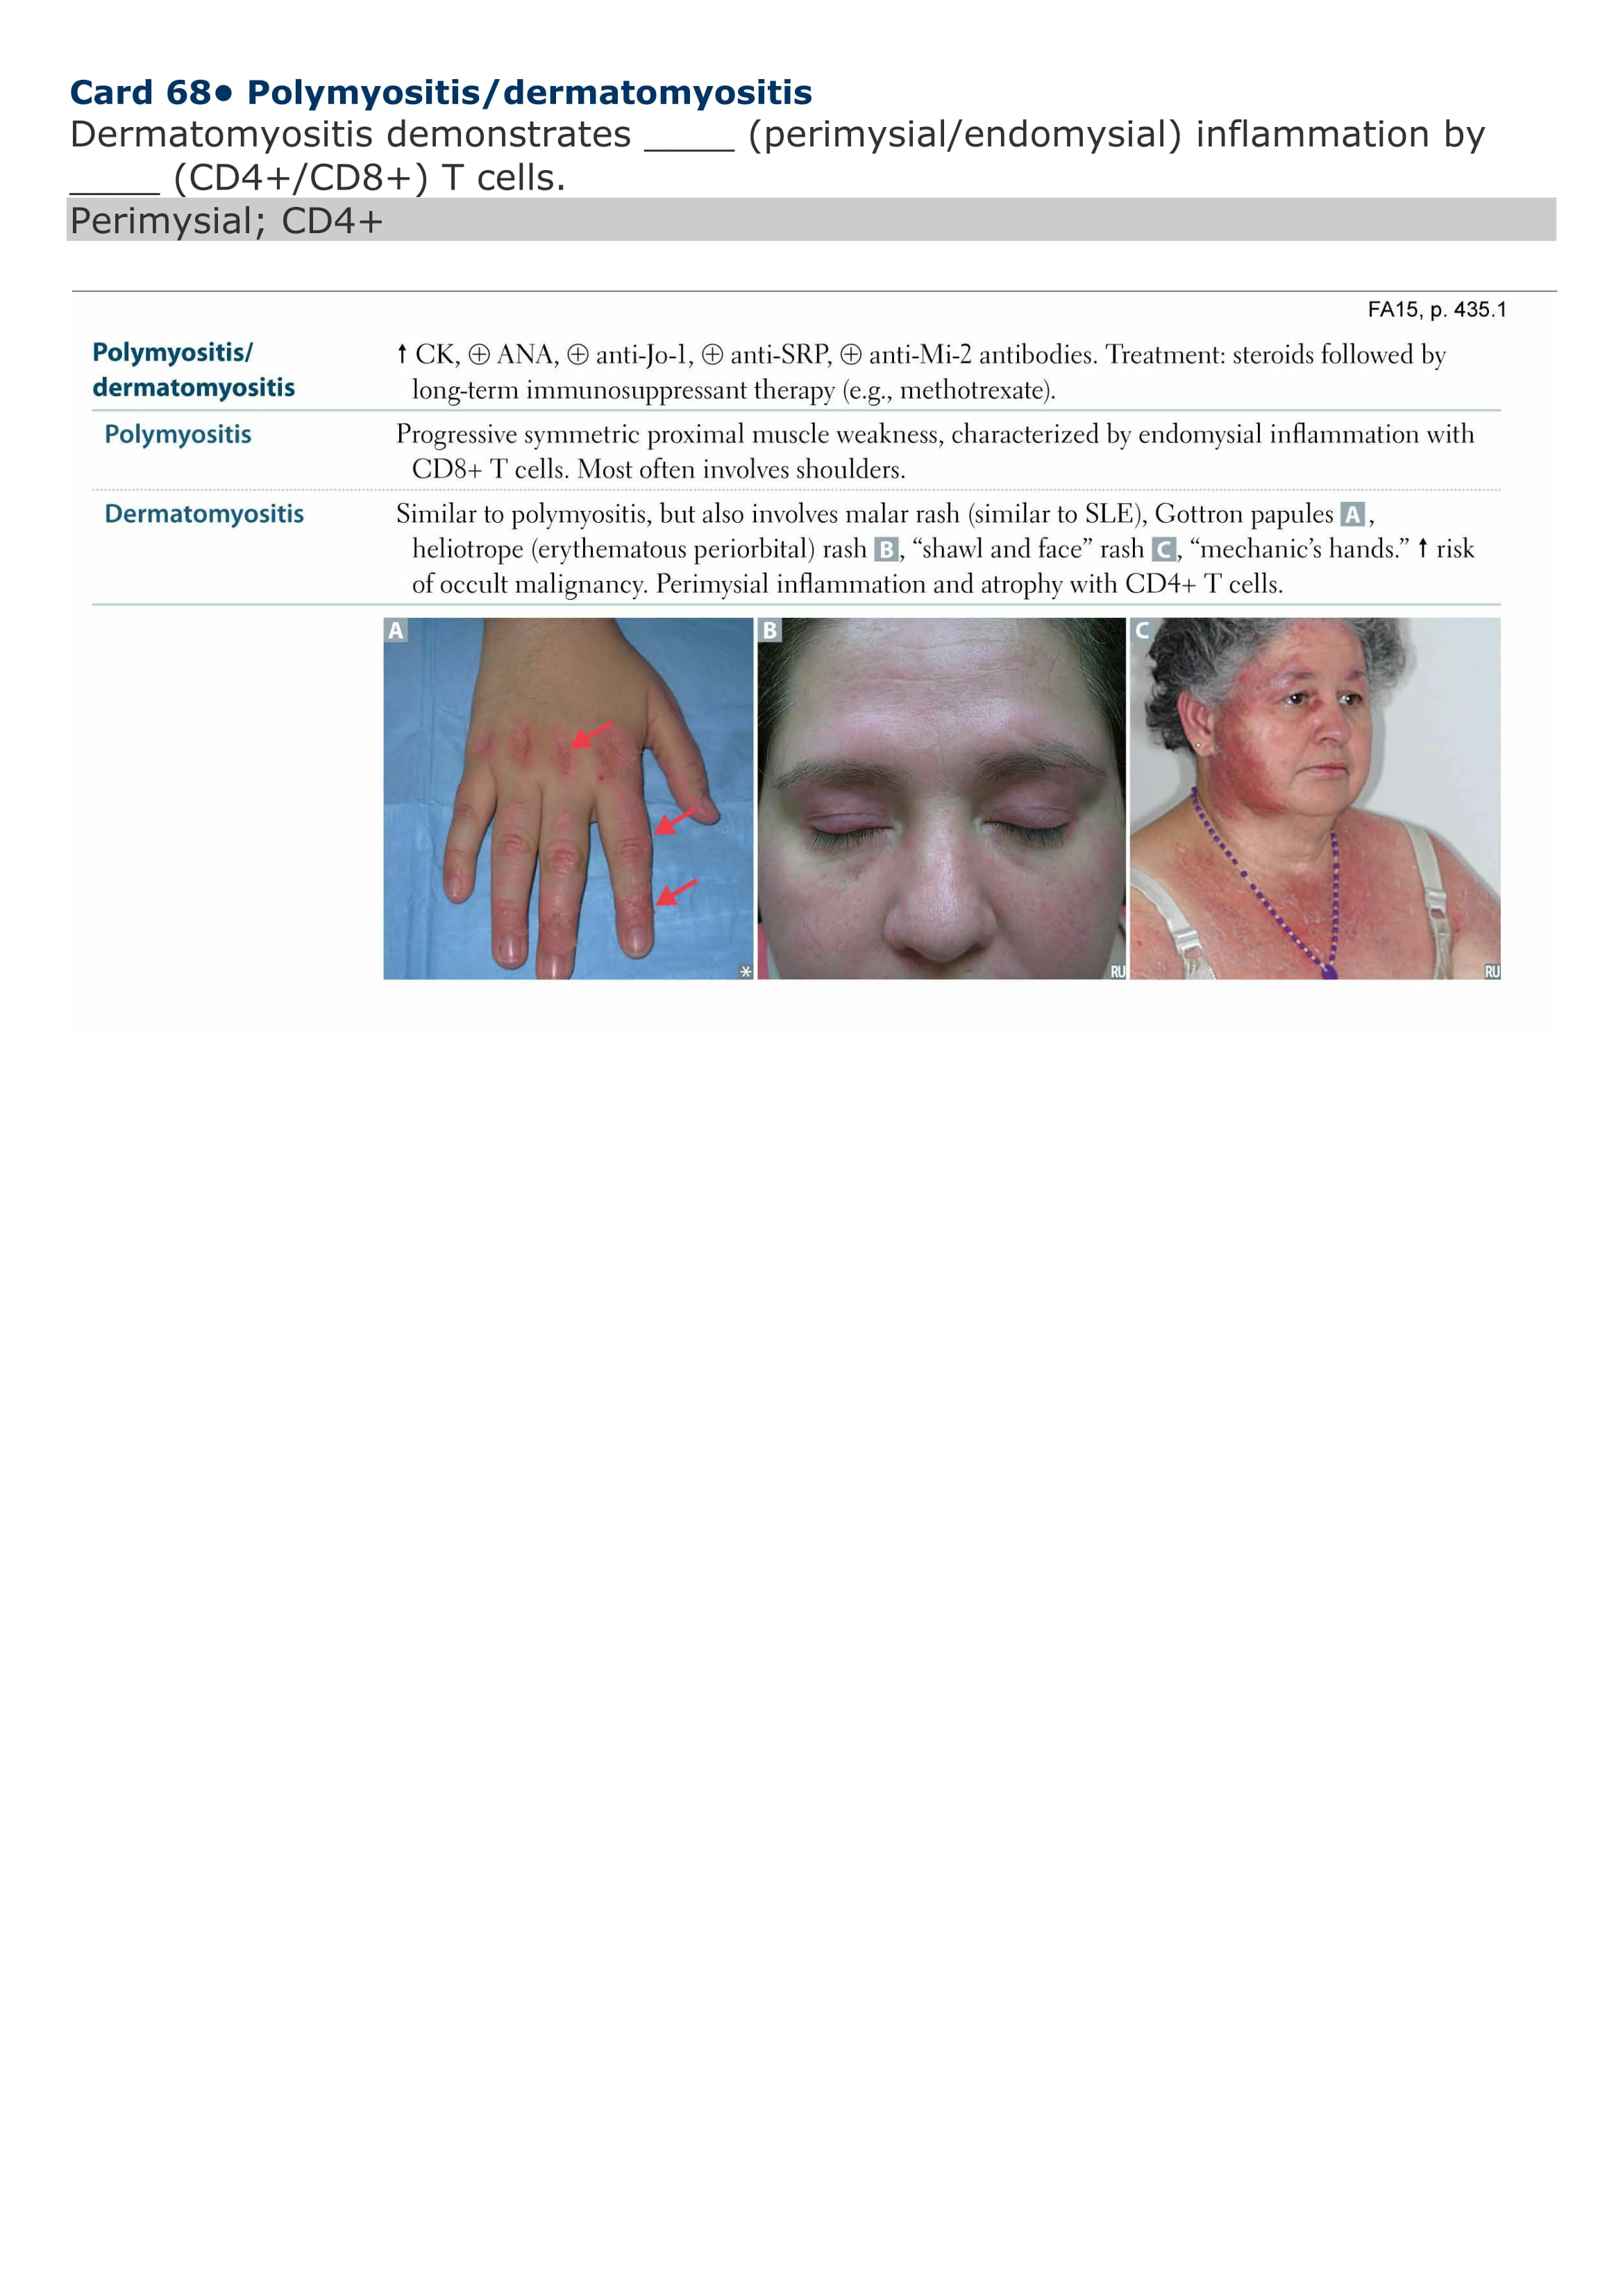 Card 68● Polymyositis/dermatomyositis
Dermatomyositis demonstrates _____ (perimysial/endomysial) inflammation by
_____ (CD4+/CD8+) T cells.
Perimysial; CD4+
FA15, p. 435.1
Polymyositis/
dermatomyositis
↑ CK, ⊕ ANA, ⊕ anti-Jo-1, ⊕ anti-SRP, ⊕ anti-Mi-2 antibodies. Treatment: steroids followed by
long-term immunosuppressant therapy (e.g., methotrexate).
Polymyositis
Progressive symmetric proximal muscle weakness, characterized by endomysial inflammation with
CD8+ T cells. Most often involves shoulders.
Dermatomyositis
Similar to polymyositis, but also involves malar rash (similar to SLE), Gottron papules A,
heliotrope (erythematous periorbital) rash B, “shawl and face” rash C, “mechanic’s hands.” ↑ risk
of occult malignancy. Perimysial inflammation and atrophy with CD4+ T cells.
A
B
C
*
RU
RU